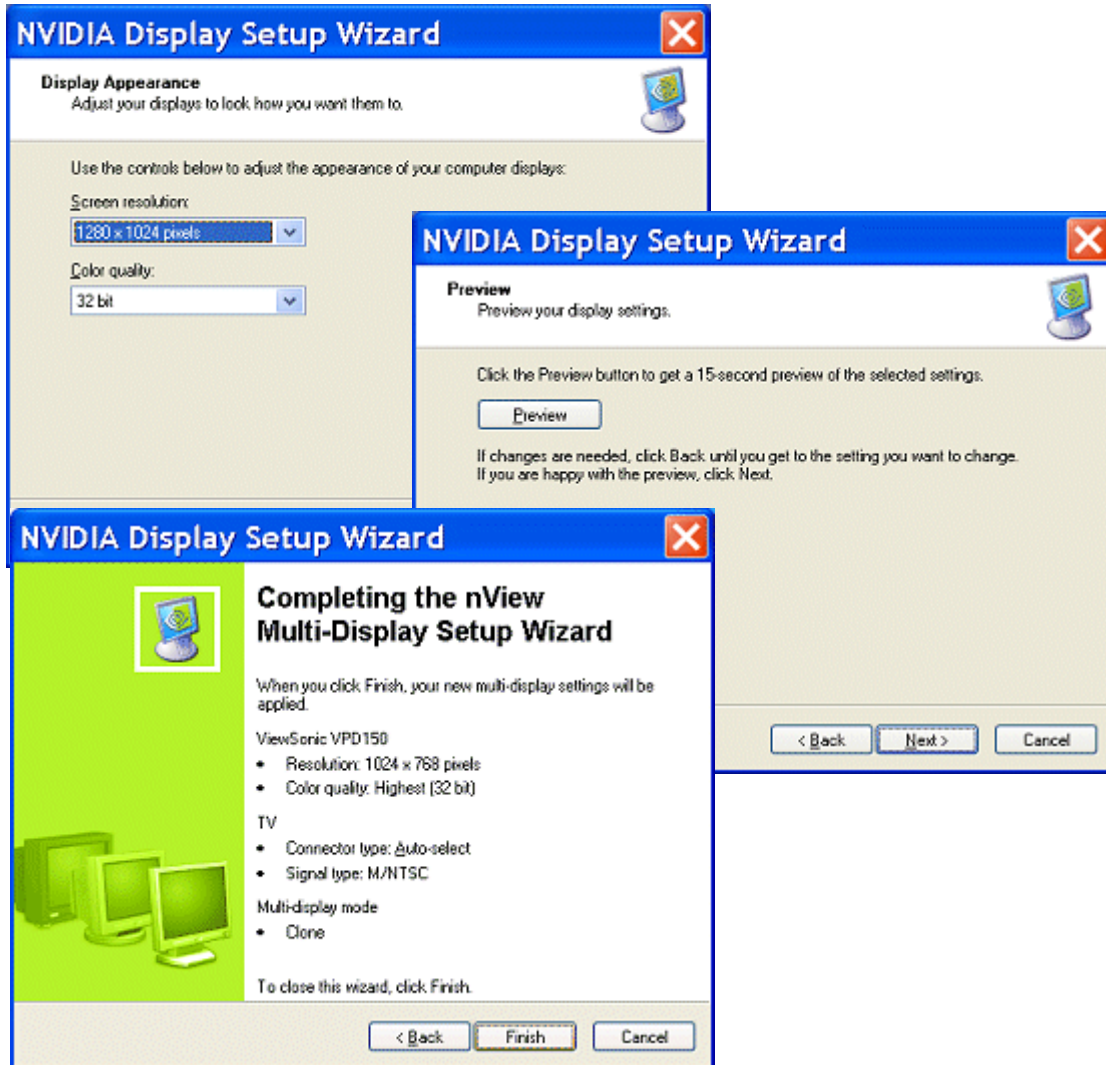 NVIDIA Display Setup Wizard
Display Appearance
Adjust your displays to look how you want them to.
Use the controls below to adjust the appearance of your computer displays:
Screen resolution:
1280 x 1024 pixels
Color quality:
32 bit
NVIDIA Display Setup Wizard
Preview
Preview your display settings.
Click the Preview button to get a 15-second preview of the selected settings.
Preview
If changes are needed, click Back until you get to the setting you want to change.
If you are happy with the preview, click Next.
< Back
Next >
Cancel
NVIDIA Display Setup Wizard
Completing the nView
Multi-Display Setup Wizard
When you click Finish, your new multi-display settings will be
applied.
ViewSonic VPD150
• Resolution: 1024 x 768 pixels
• Color quality: Highest (32 bit)
TV
• Connector type: Auto-select
• Signal type: M/NTSC
Multi-display mode
• Clone
To close this wizard, click Finish.
< Back
Finish
Cancel